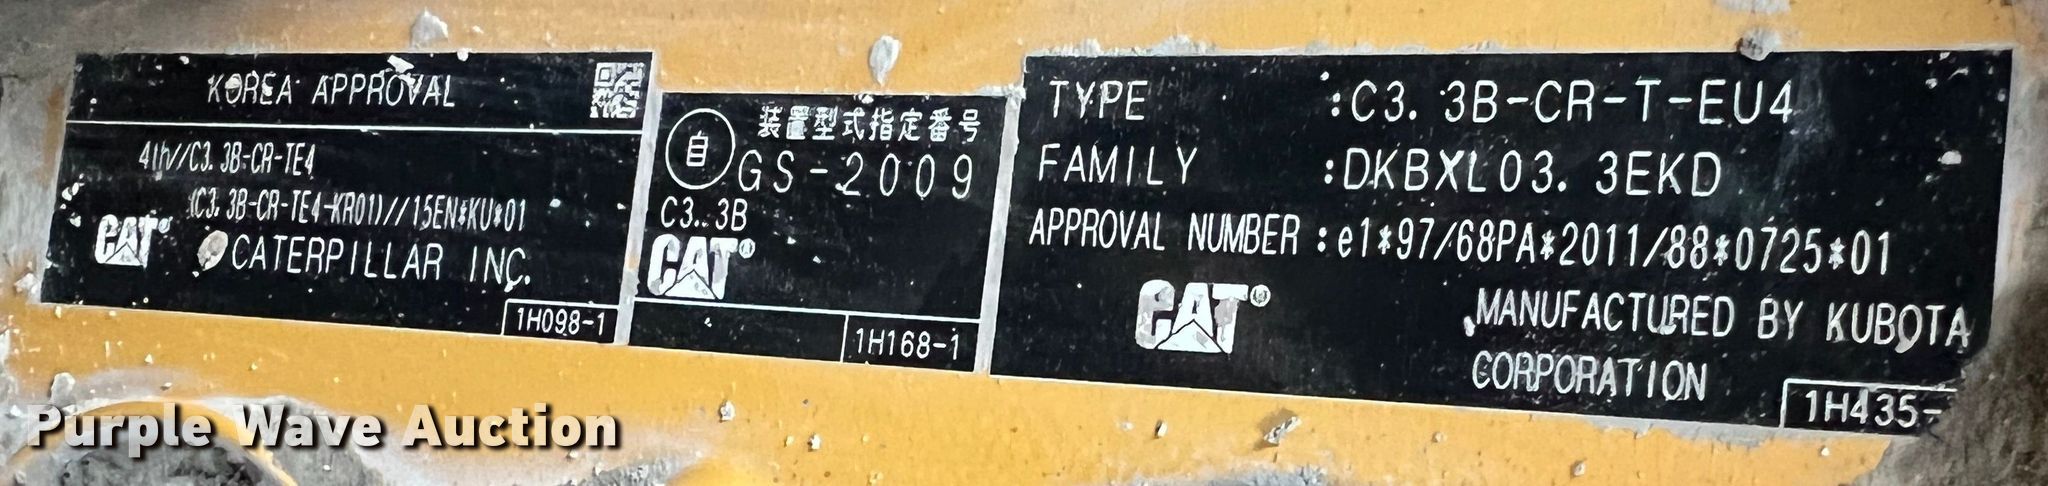 KOREA APPROVAL
4th//C3.3B-CR-TE4
(C3.3B-CR-TE4-KR01)//15EN*KU*01
CAT®
CATERPILLAR INC.
1H098-1
自
装置型式指定番号
GS-2009
C3.3B
CAT®
1H168-1
TYPE :C3.3B-CR-T-EU4
FAMILY :DKBXL03.3EKD
APPROVAL NUMBER :e1*97/68PA*2011/88*0725*01
CAT®
MANUFACTURED BY KUBOTA
CORPORATION
1H435-
Purple Wave Auction